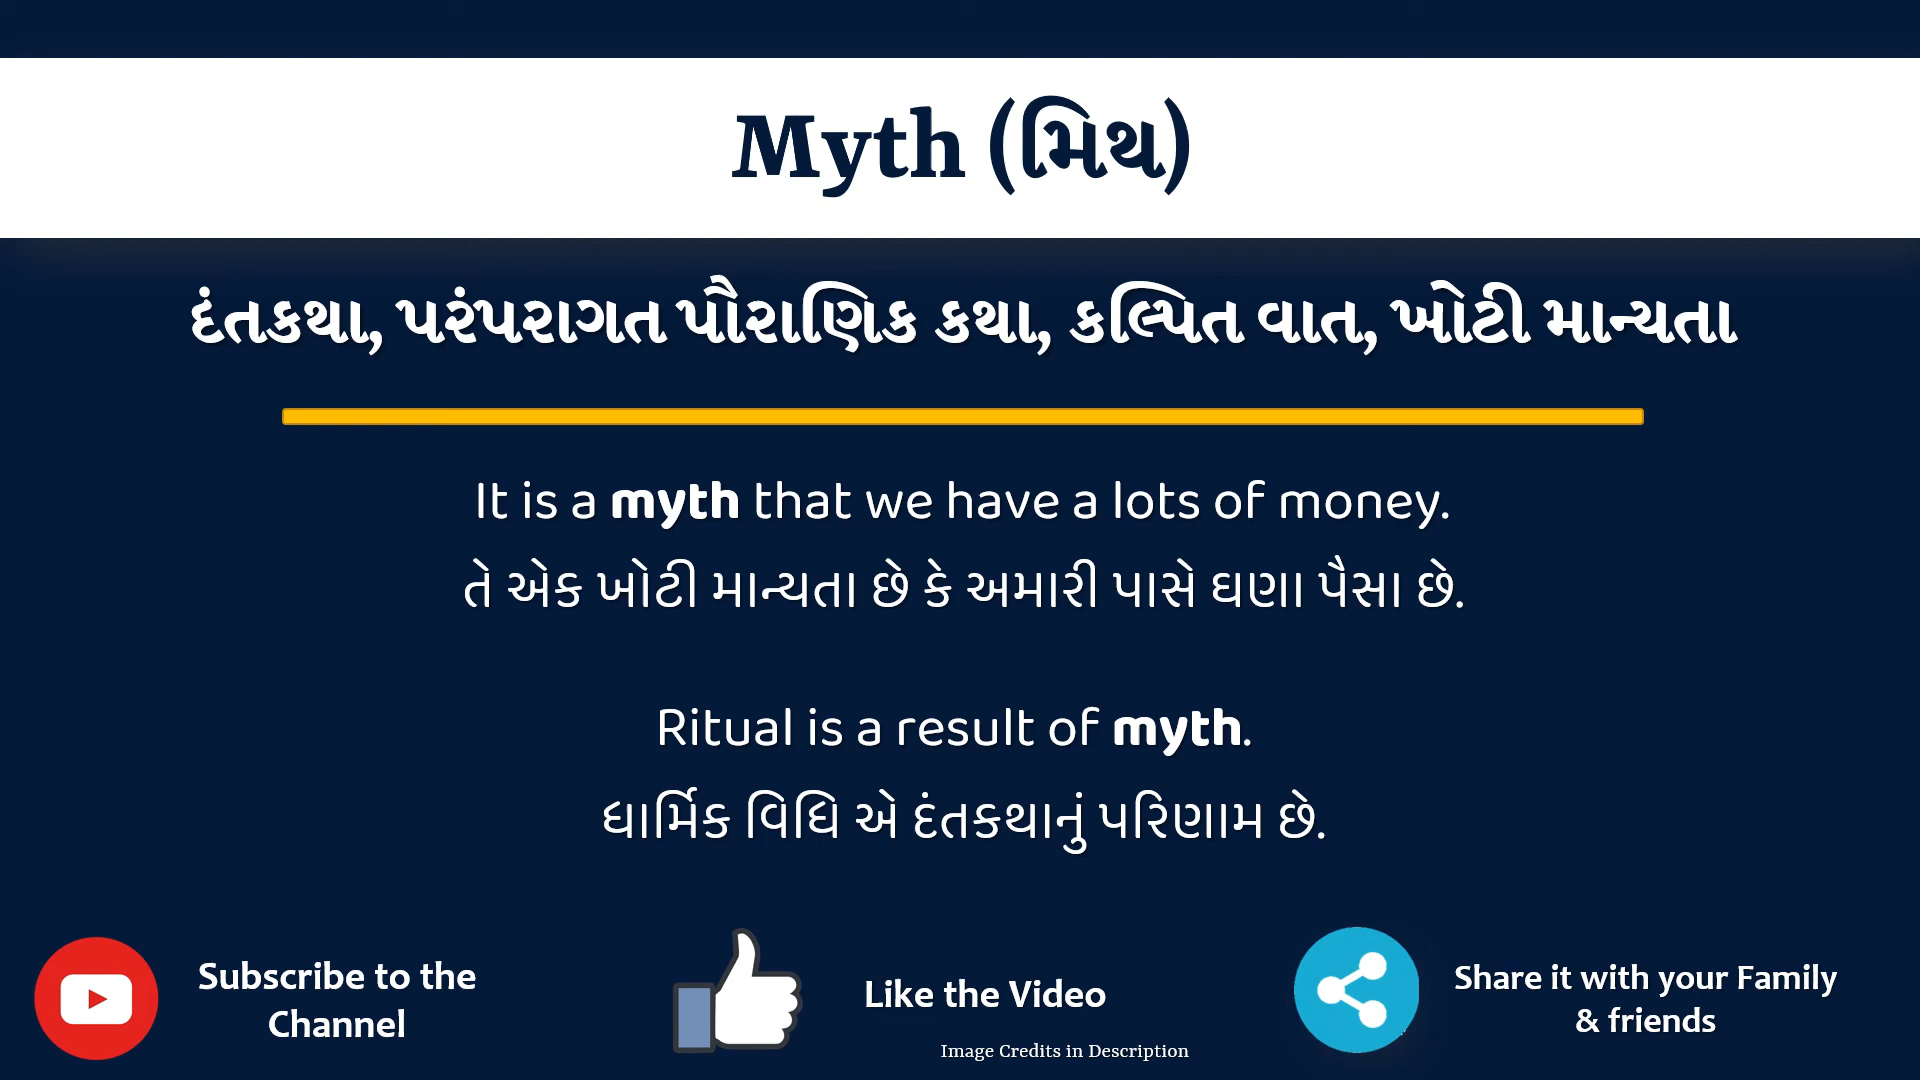 Myth (મિથ)
દંતકથા, પરંપરાગત પૌરાણિક કથા, કલ્પિત વાત, ખોટી માન્યતા
It is a myth that we have a lots of money.
તે એક ખોટી માન્યતા છે કે અમારી પાસે ઘણા પૈસા છે.
Ritual is a result of myth.
ધાર્મિક વિધિ એ દંતકથાનું પરિણામ છે.
Subscribe to the
Channel
Like the Video
Share it with your Family
& friends
Image Credits in Description